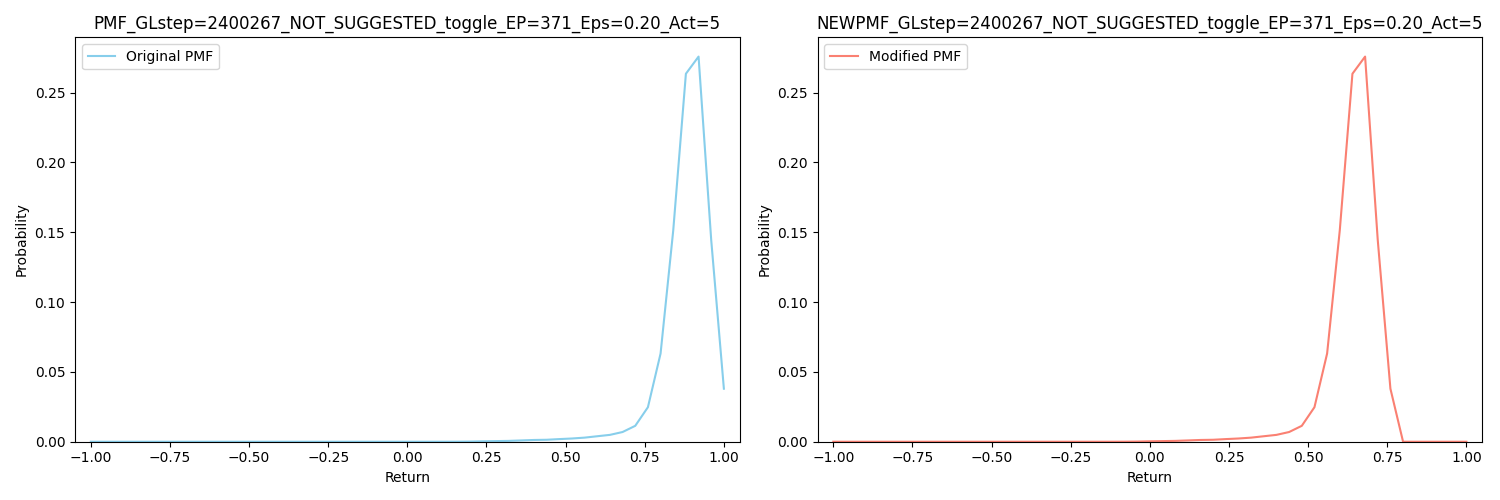 PMF_GLstep=2400267_NOT_SUGGESTED_toggle_EP=371_Eps=0.20_Act=5
Original PMF
Probability
0.25
0.20
0.15
0.10
0.05
0.00
−1.00 −0.75 −0.50 −0.25 0.00 0.25 0.50 0.75 1.00
Return
NEWPMF_GLstep=2400267_NOT_SUGGESTED_toggle_EP=371_Eps=0.20_Act=5
Modified PMF
Probability
0.25
0.20
0.15
0.10
0.05
0.00
−1.00 −0.75 −0.50 −0.25 0.00 0.25 0.50 0.75 1.00
Return